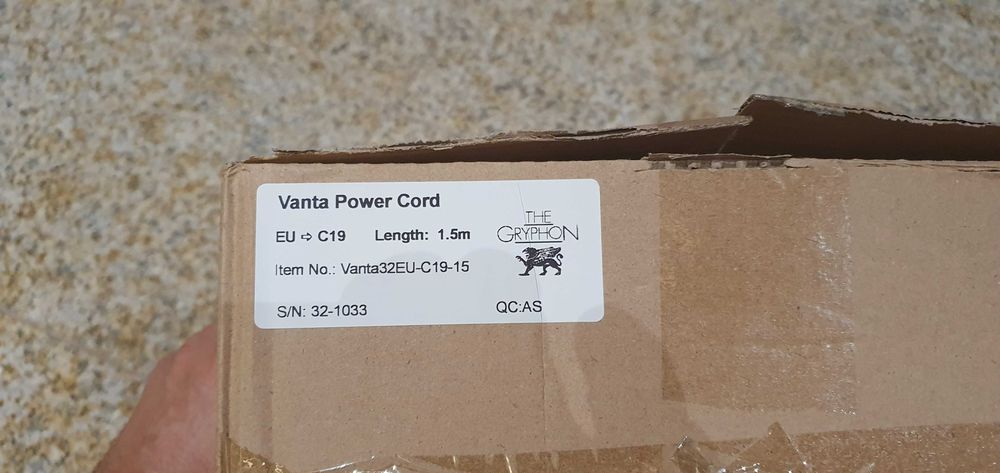 Vanta Power Cord
EU ⇨ C19 Length: 1.5m
THE
GRYPHON
Item No.: Vanta32EU-C19-15
S/N: 32-1033 QC:AS